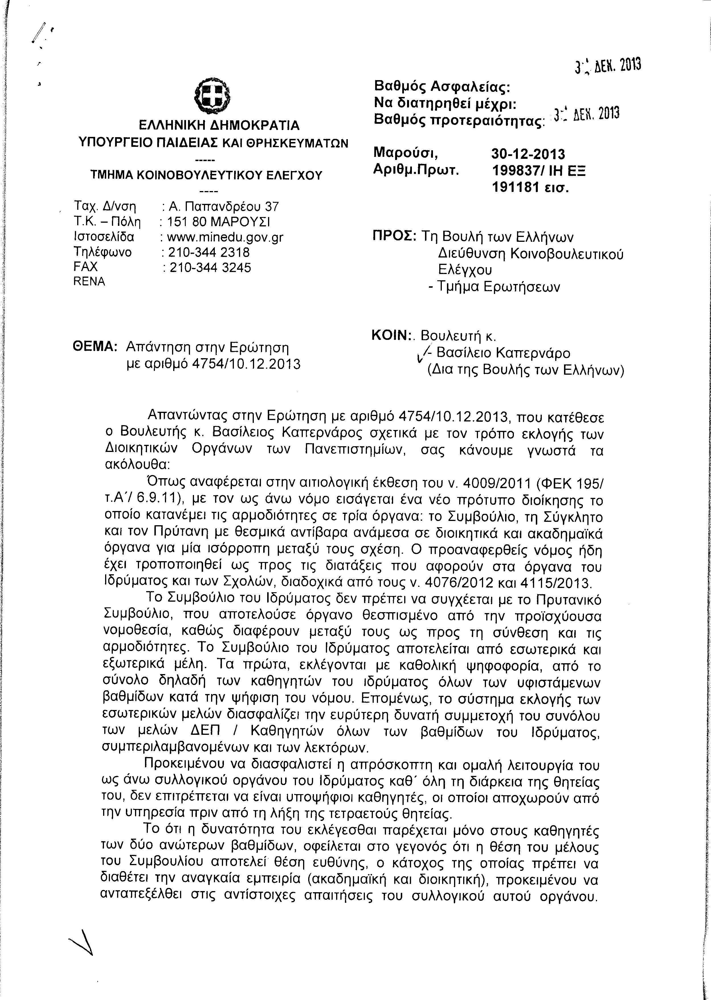 ΔΕΚ. 2013
ΕΛΛΗΝΙΚΗ ΔΗΜΟΚΡΑΤΙΑ
ΥΠΟΥΡΓΕΙΟ ΠΑΙΔΕΙΑΣ ΚΑΙ ΘΡΗΣΚΕΥΜΑΤΩΝ
-----
ΤΜΗΜΑ ΚΟΙΝΟΒΟΥΛΕΥΤΙΚΟΥ ΕΛΕΓΧΟΥ
----
Ταχ. Δ/νση : Α. Παπανδρέου 37
Τ.Κ. – Πόλη : 151 80 ΜΑΡΟΥΣΙ
Ιστοσελίδα : www.minedu.gov.gr
Τηλέφωνο : 210-344 2318
FAX : 210-344 3245
RENA
Βαθμός Ασφαλείας:
Να διατηρηθεί μέχρι:
Βαθμός προτεραιότητας: ΔΕΚ. 2013
Μαρούσι, 30-12-2013
Αριθμ.Πρωτ. 199837/ ΙΗ ΕΞ
191181 εισ.
ΠΡΟΣ: Τη Βουλή των Ελλήνων
Διεύθυνση Κοινοβουλευτικού
Ελέγχου
- Τμήμα Ερωτήσεων
ΘΕΜΑ: Απάντηση στην Ερώτηση
με αριθμό 4754/10.12.2013
ΚΟΙΝ:. Βουλευτή κ.
- Βασίλειο Καπερνάρο
(Δια της Βουλής των Ελλήνων)
Απαντώντας στην Ερώτηση με αριθμό 4754/10.12.2013, που κατέθεσε
ο Βουλευτής κ. Βασίλειος Καπερνάρος σχετικά με τον τρόπο εκλογής των
Διοικητικών Οργάνων των Πανεπιστημίων, σας κάνουμε γνωστά τα
ακόλουθα:
Όπως αναφέρεται στην αιτιολογική έκθεση του ν. 4009/2011 (ΦΕΚ 195/
τ.Α΄/ 6.9.11), με τον ως άνω νόμο εισάγεται ένα νέο πρότυπο διοίκησης το
οποίο κατανέμει τις αρμοδιότητες σε τρία όργανα: το Συμβούλιο, τη Σύγκλητο
και τον Πρύτανη με θεσμικά αντίβαρα ανάμεσα σε διοικητικά και ακαδημαϊκά
όργανα για μία ισόρροπη μεταξύ τους σχέση. Ο προαναφερθείς νόμος ήδη
έχει τροποποιηθεί ως προς τις διατάξεις που αφορούν στα όργανα του
Ιδρύματος και των Σχολών, διαδοχικά από τους ν. 4076/2012 και 4115/2013.
Το Συμβούλιο του Ιδρύματος δεν πρέπει να συγχέεται με το Πρυτανικό
Συμβούλιο, που αποτελούσε όργανο θεσπισμένο από την προϊσχύουσα
νομοθεσία, καθώς διαφέρουν μεταξύ τους ως προς τη σύνθεση και τις
αρμοδιότητες. Το Συμβούλιο του Ιδρύματος αποτελείται από εσωτερικά και
εξωτερικά μέλη. Τα πρώτα, εκλέγονται με καθολική ψηφοφορία, από το
σύνολο δηλαδή των καθηγητών του ιδρύματος όλων των υφιστάμενων
βαθμίδων κατά την ψήφιση του νόμου. Επομένως, το σύστημα εκλογής των
εσωτερικών μελών διασφαλίζει την ευρύτερη δυνατή συμμετοχή του συνόλου
των μελών ΔΕΠ / Καθηγητών όλων των βαθμίδων του Ιδρύματος,
συμπεριλαμβανομένων και των λεκτόρων.
Προκειμένου να διασφαλιστεί η απρόσκοπτη και ομαλή λειτουργία του
ως άνω συλλογικού οργάνου του Ιδρύματος καθ΄ όλη τη διάρκεια της θητείας
του, δεν επιτρέπεται να είναι υποψήφιοι καθηγητές, οι οποίοι αποχωρούν από
την υπηρεσία πριν από τη λήξη της τετραετούς θητείας.
Το ότι η δυνατότητα του εκλέγεσθαι παρέχεται μόνο στους καθηγητές
των δύο ανώτερων βαθμίδων, οφείλεται στο γεγονός ότι η θέση του μέλους
του Συμβουλίου αποτελεί θέση ευθύνης, ο κάτοχος της οποίας πρέπει να
διαθέτει την αναγκαία εμπειρία (ακαδημαϊκή και διοικητική), προκειμένου να
ανταπεξέλθει στις αντίστοιχες απαιτήσεις του συλλογικού αυτού οργάνου.